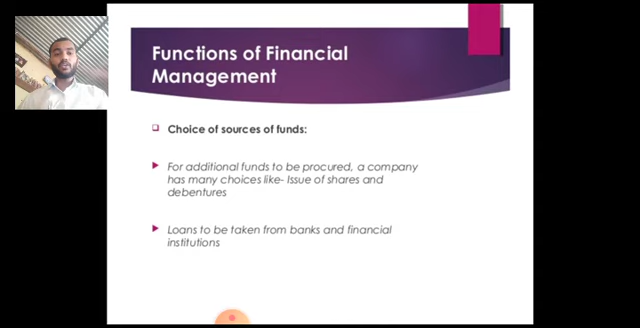 Functions of Financial
Management
Choice of sources of funds:
For additional funds to be procured, a company
has many choices like- Issue of shares and
debentures
Loans to be taken from banks and financial
institutions